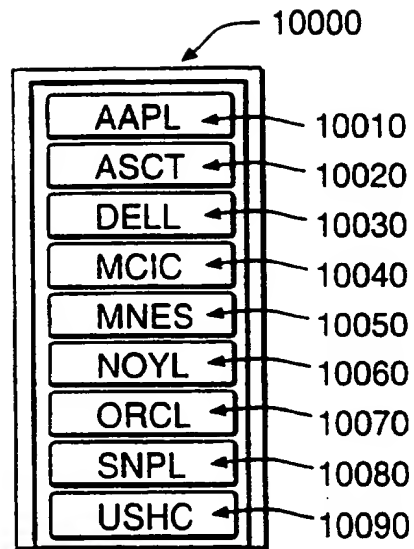 10000
AAPL 10010
ASCT 10020
DELL 10030
MCIC 10040
MNES 10050
NOYL 10060
ORCL 10070
SNPL 10080
USHC 10090